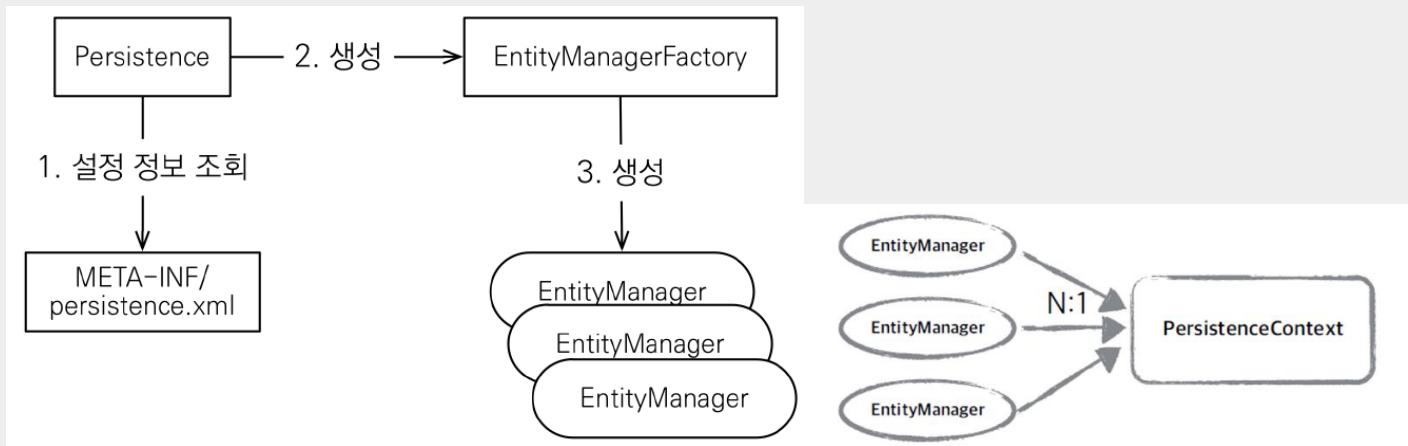 Persistence
2. 생성
EntityManagerFactory
1. 설정 정보 조회
3. 생성
META-INF/
persistence.xml
EntityManager
EntityManager
EntityManager
EntityManager
EntityManager
EntityManager
N:1
PersistenceContext